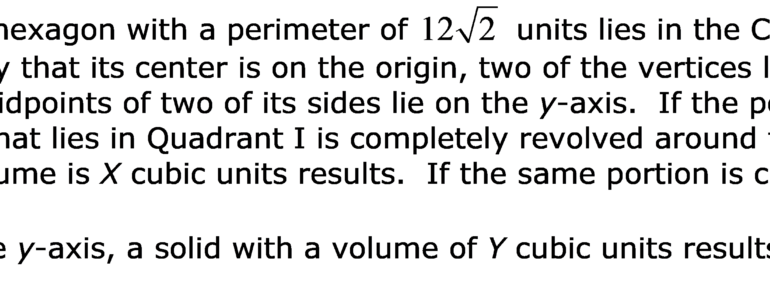 hexagon with a perimeter of 12√2 units lies in the C
y that its center is on the origin, two of the vertices l
idpoints of two of its sides lie on the y-axis. If the p
hat lies in Quadrant I is completely revolved around
ume is X cubic units results. If the same portion is c
e y-axis, a solid with a volume of Y cubic units results